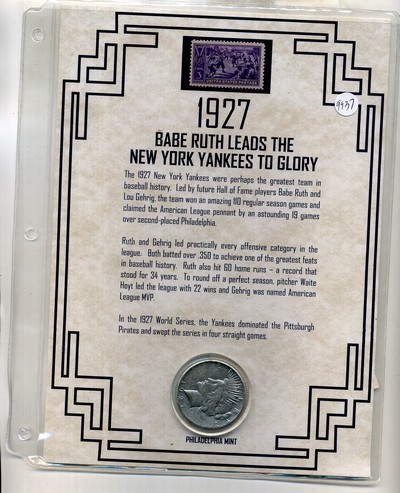 UNITED STATES POSTAGE
9937
1927
BABE RUTH LEADS THE
NEW YORK YANKEES TO GLORY
The 1927 New York Yankees were perhaps the greatest team in
baseball history. Led by future Hall of Fame players Babe Ruth and
Lou Gehrig, the team won an amazing 110 regular season games and
claimed the American League pennant by an astounding 19 games
over second-placed Philadelphia.
Ruth and Gehrig led practically every offensive category in the
league. Both batted over .350 to achieve one of the greatest feats
in baseball history. Ruth also hit 60 home runs – a record that
stood for 34 years. To round off a perfect season, pitcher Waite
Hoyt led the league with 22 wins and Gehrig was named American
League MVP.
In the 1927 World Series, the Yankees dominated the Pittsburgh
Pirates and swept the series in four straight games.
PHILADELPHIA MINT